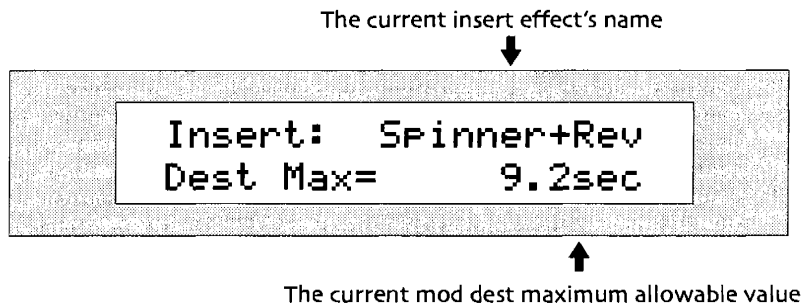 The current insert effect's name
Insert: Spinner+Rev
Dest Max= 9.2sec
The current mod dest maximum allowable value